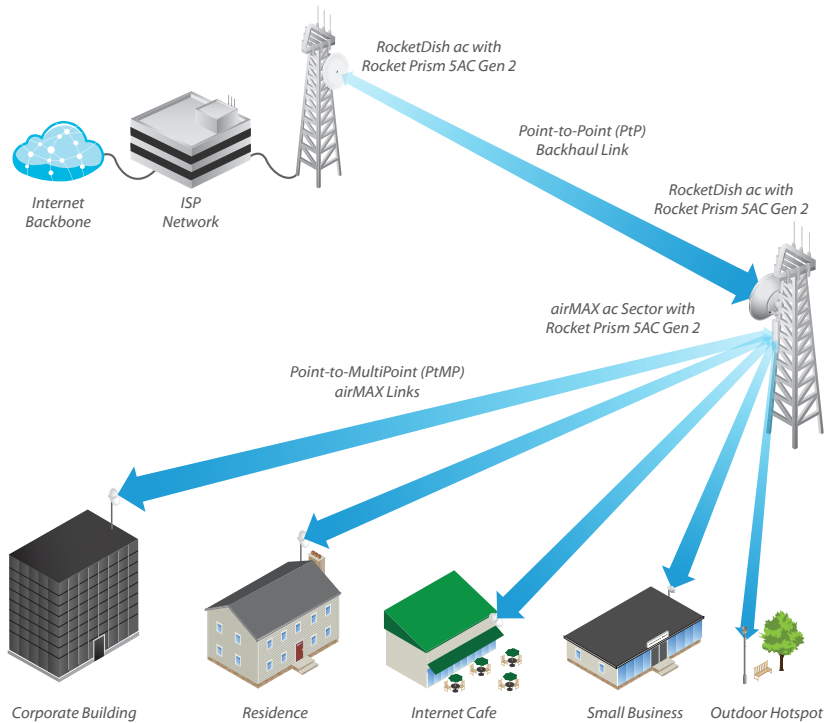 RocketDish ac with
Rocket Prism 5AC Gen 2
Point-to-Point (PtP)
Backhaul Link
Internet
Backbone
ISP
Network
RocketDish ac with
Rocket Prism 5AC Gen 2
airMAX ac Sector with
Rocket Prism 5AC Gen 2
Point-to-MultiPoint (PtMP)
airMAX Links
Corporate Building
Residence
Internet Cafe
Small Business
Outdoor Hotspot